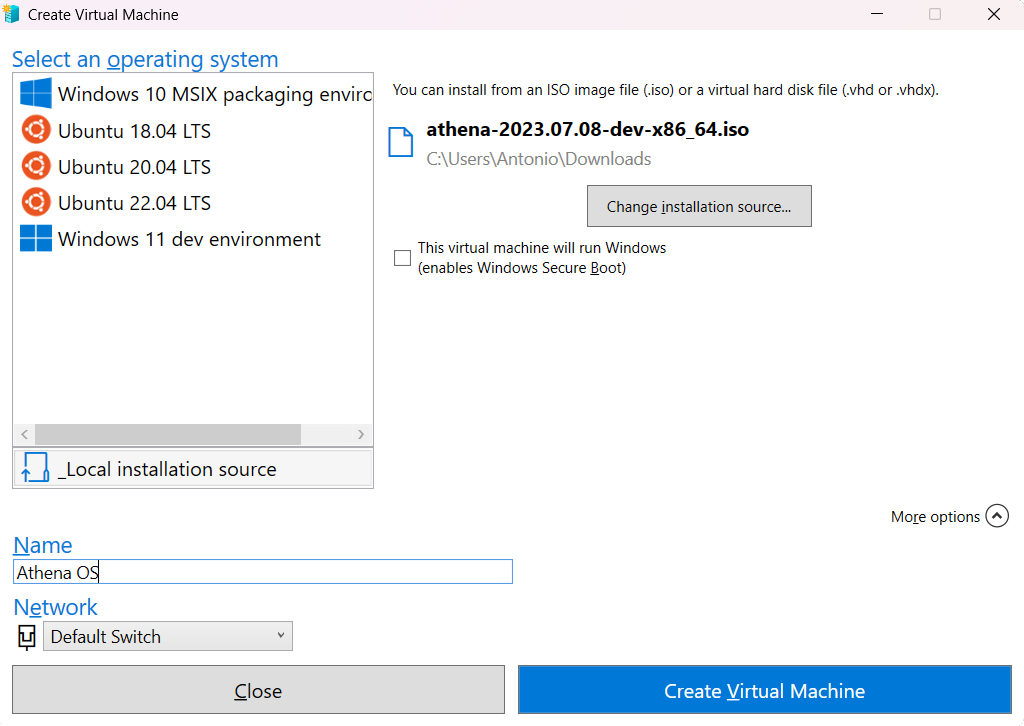 Create Virtual Machine
Select an operating system
Windows 10 MSIX packaging envirc
Ubuntu 18.04 LTS
Ubuntu 20.04 LTS
Ubuntu 22.04 LTS
Windows 11 dev environment
_Local installation source
You can install from an ISO image file (.iso) or a virtual hard disk file (.vhd or .vhdx).
athena-2023.07.08-dev-x86_64.iso
C:\Users\Antonio\Downloads
Change installation source...
This virtual machine will run Windows
(enables Windows Secure Boot)
More options
Name
Athena OS
Network
Default Switch
Close
Create Virtual Machine